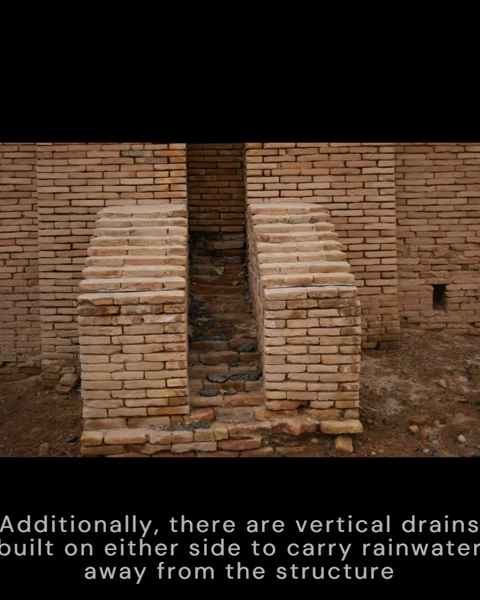 Additionally, there are vertical drains
built on either side to carry rainwater
away from the structure